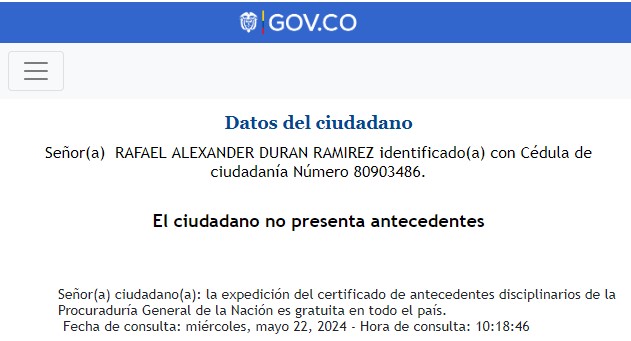 GOV.CO
Datos del ciudadano
Señor(a) RAFAEL ALEXANDER DURAN RAMIREZ identificado(a) con Cédula de
ciudadanía Número 80903486.
El ciudadano no presenta antecedentes
Señor(a) ciudadano(a): la expedición del certificado de antecedentes disciplinarios de la
Procuraduría General de la Nación es gratuita en todo el país.
Fecha de consulta: miércoles, mayo 22, 2024 - Hora de consulta: 10:18:46